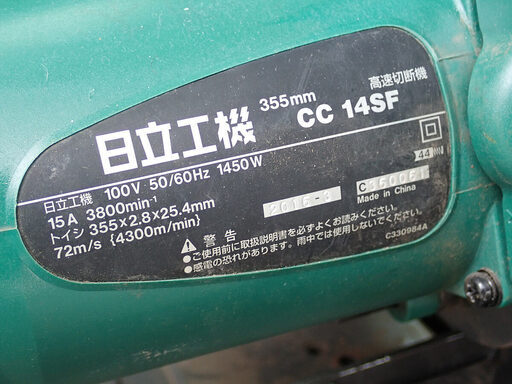 355mm 高速切断機
日立工機 CC 14SF
日立工機 100V 50/60Hz 1450W
15A 3800min⁻¹
トイシ 355×2.8×25.4mm
72m/s {4300m/min}
44
2015-3
Made in China
警告
●ご使用前に取扱説明書を必ずよくお読みください。
●感電の恐れがあります。雨中では使用しないでください。
C330984A